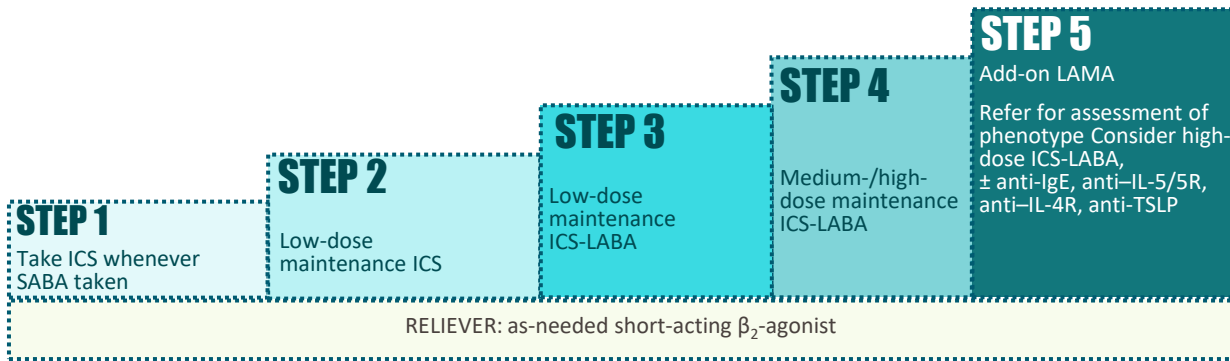 STEP 1
Take ICS whenever
SABA taken
STEP 2
Low-dose
maintenance ICS
STEP 3
Low-dose
maintenance
ICS-LABA
STEP 4
Medium-/high-
dose maintenance
ICS-LABA
STEP 5
Add-on LAMA
Refer for assessment of
phenotype Consider high-
dose ICS-LABA,
± anti-IgE, anti–IL-5/5R,
anti–IL-4R, anti-TSLP
RELIEVER: as-needed short-acting β₂-agonist